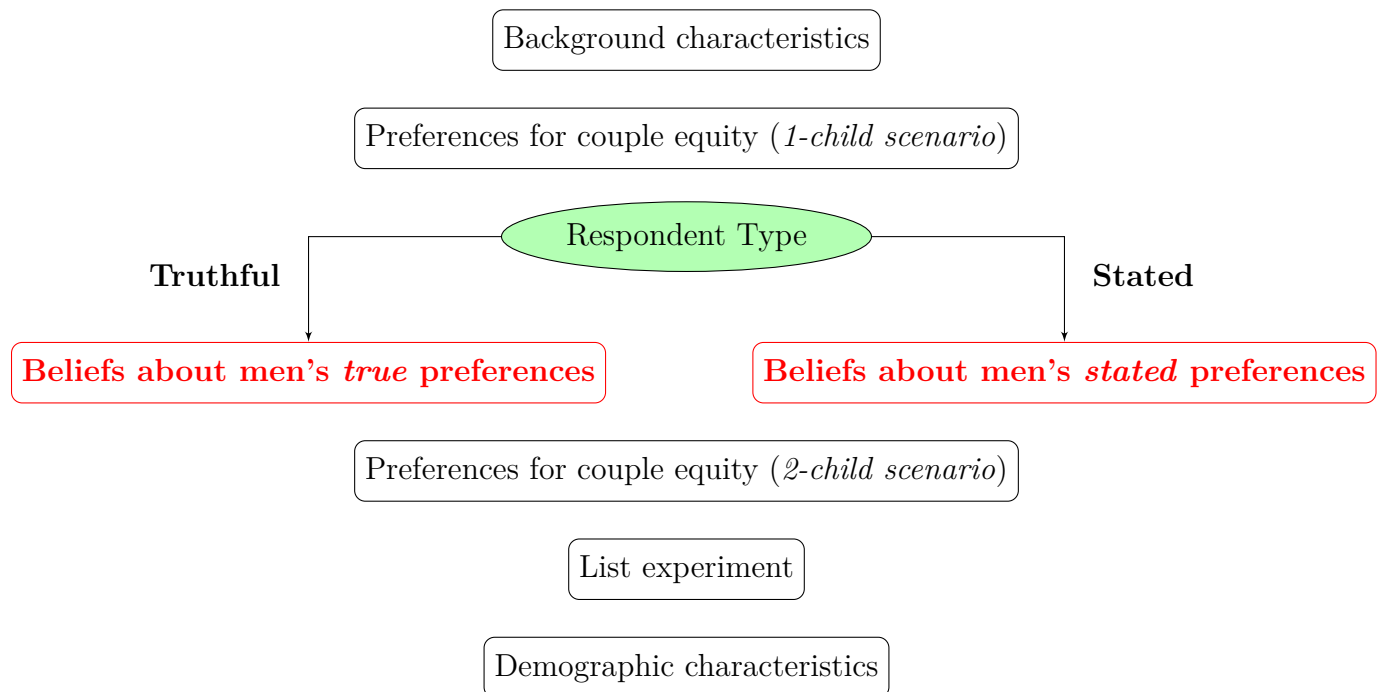 Background characteristics
Preferences for couple equity (1-child scenario)
Respondent Type
Truthful
Stated
Beliefs about men's true preferences
Beliefs about men's stated preferences
Preferences for couple equity (2-child scenario)
List experiment
Demographic characteristics